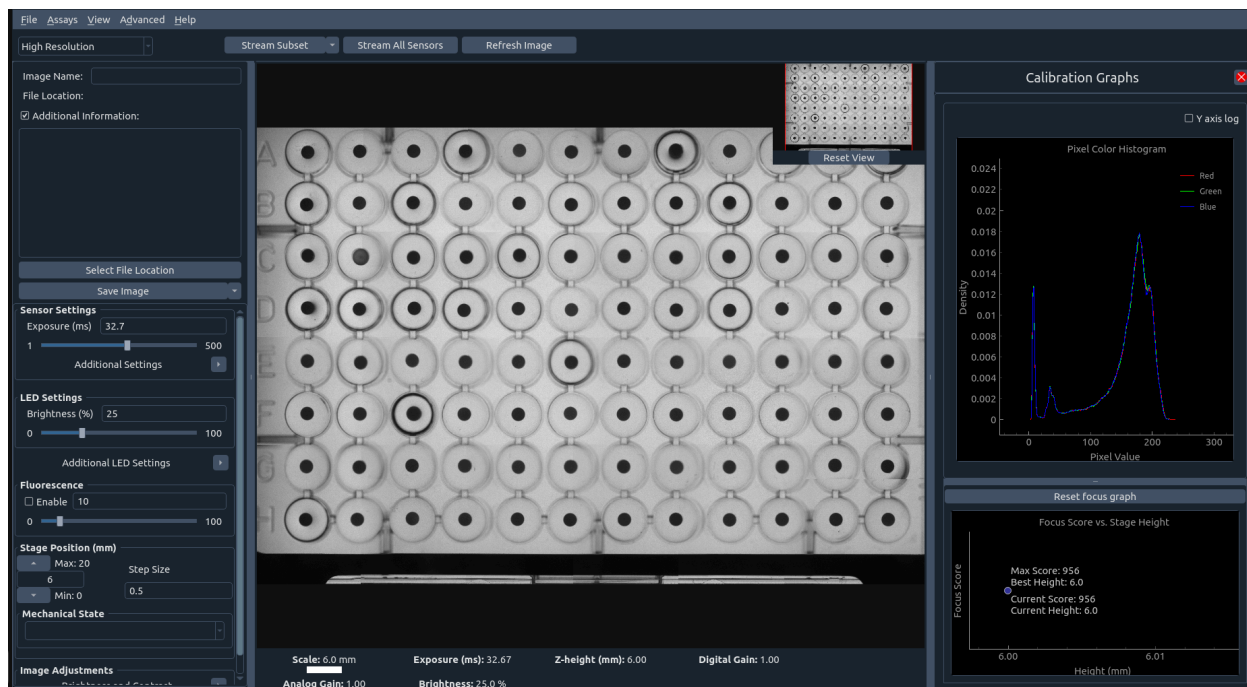 File Assays View Advanced Help
High Resolution
Stream Subset
Stream All Sensors
Refresh Image
Image Name:
File Location:
Additional Information:
Select File Location
Save Image
Sensor Settings
Exposure (ms) 32.7
1 500
Additional Settings
LED Settings
Brightness (%) 25
0 100
Additional LED Settings
Fluorescence
Enable 10
0 100
Stage Position (mm)
Max: 20
6
Min: 0
Step Size
0.5
Mechanical State
Image Adjustments
Brightness and Contrast
Reset View
A
B
C
D
E
F
G
H
Scale: 6.0 mm
Exposure (ms): 32.67
Z-height (mm): 6.00
Digital Gain: 1.00
Analog Gain: 1.00
Brightness: 25.0 %
Calibration Graphs
Y axis log
Pixel Color Histogram
Red
Green
Blue
0.024
0.022
0.02
0.018
0.016
0.014
0.012
0.01
0.008
0.006
0.004
0.002
0
Density
0 100 200 300
Pixel Value
Reset focus graph
Focus Score vs. Stage Height
Focus Score
Max Score: 956
Best Height: 6.0
Current Score: 956
Current Height: 6.0
6.00 6.01
Height (mm)